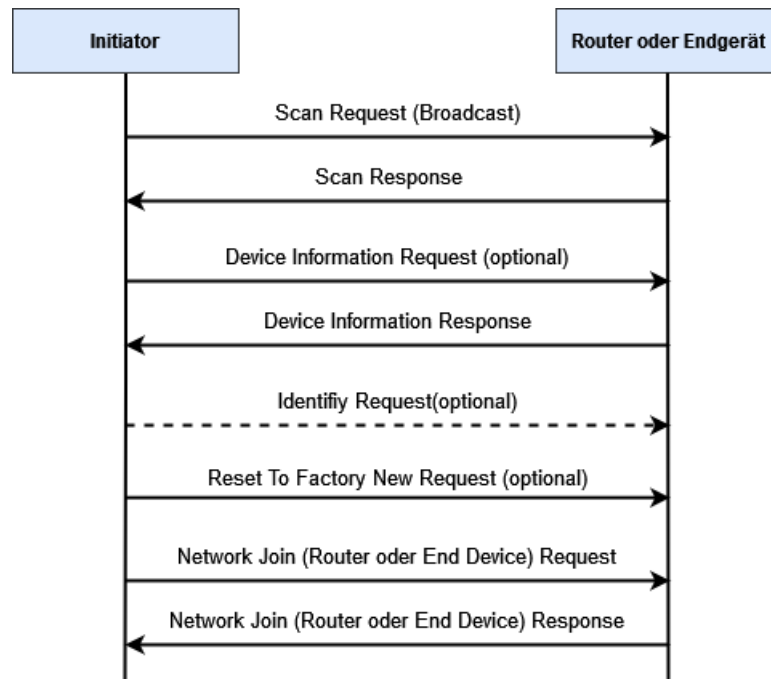 Initiator
Router oder Endgerät
Scan Request (Broadcast)
Scan Response
Device Information Request (optional)
Device Information Response
Identifiy Request(optional)
Reset To Factory New Request (optional)
Network Join (Router oder End Device) Request
Network Join (Router oder End Device) Response